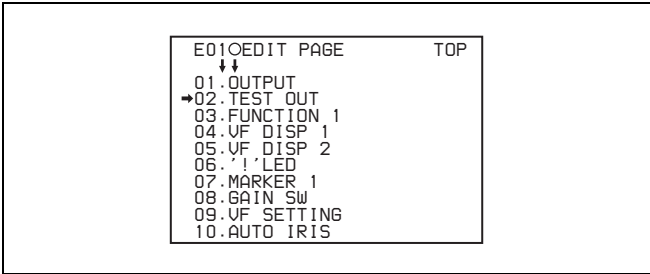 E01○EDIT PAGE TOP
↓↓
01.OUTPUT
➡02.TEST OUT
03.FUNCTION 1
04.VF DISP 1
05.VF DISP 2
06.'!'LED
07.MARKER 1
08.GAIN SW
09.VF SETTING
10.AUTO IRIS